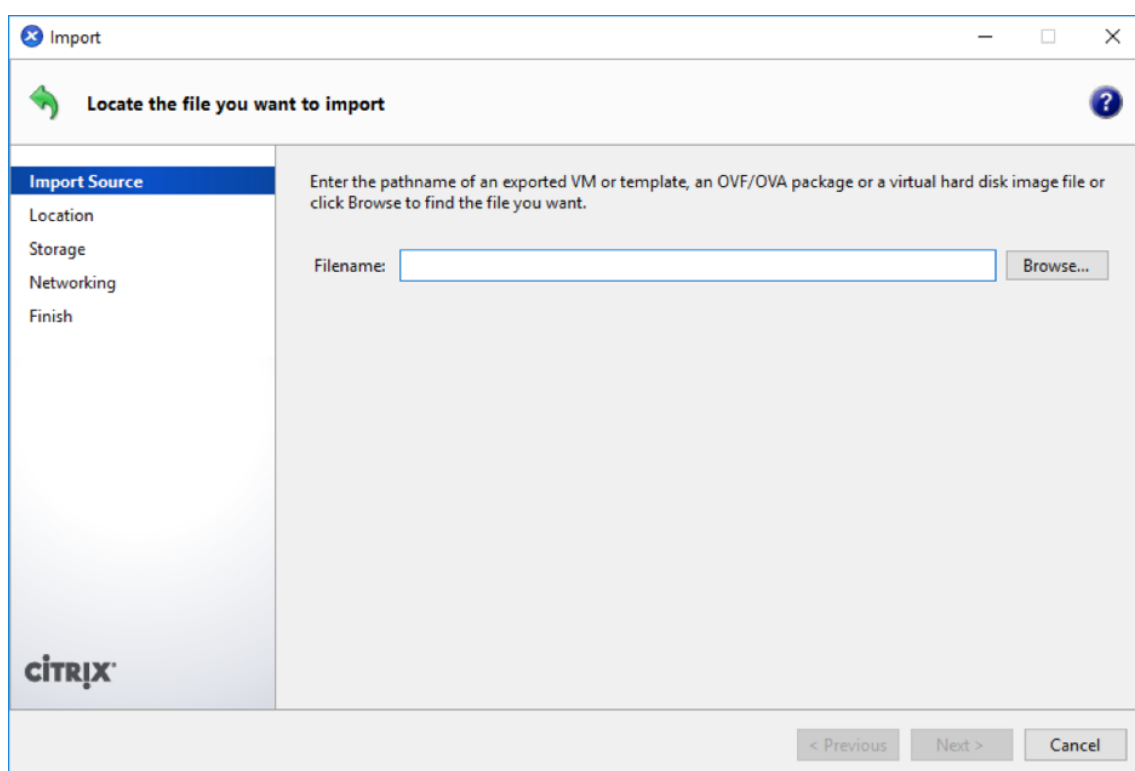 Import
Locate the file you want to import
?
Import Source
Location
Storage
Networking
Finish
Enter the pathname of an exported VM or template, an OVF/OVA package or a virtual hard disk image file or
click Browse to find the file you want.
Filename:
Browse...
CİTRIX
< Previous
Next >
Cancel